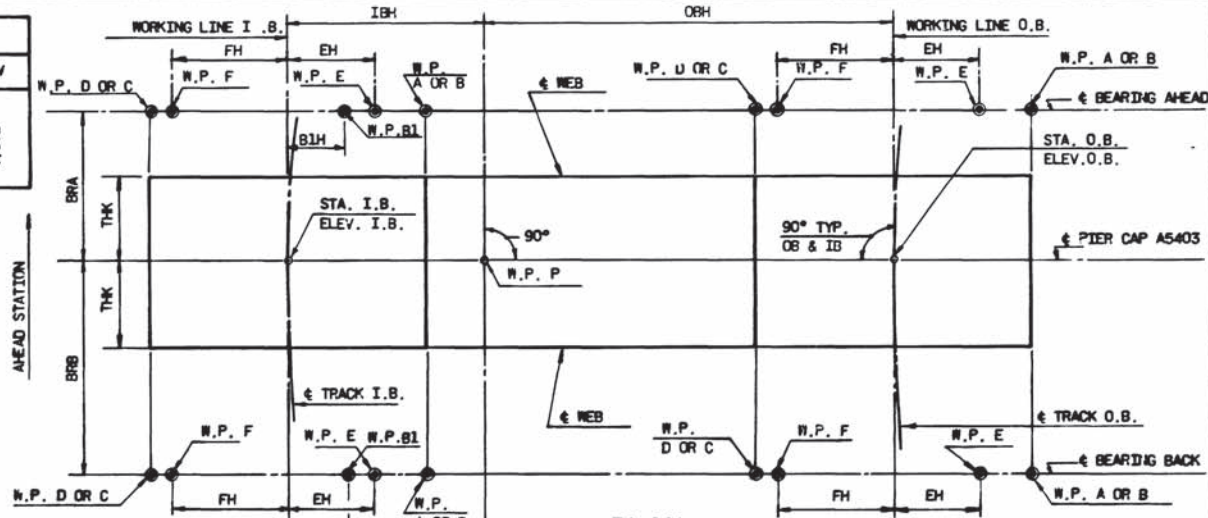 IBH
OBH
WORKING LINE I .B.
WORKING LINE O.B.
FH
EH
FH
EH
W.P. D OR C
W.P. F
W.P. E
W.P.
A OR B
W.P. D OR C
W.P. F
W.P. E
W.P. A OR B
℄ WEB
℄ BEARING AHEAD
W.P.B1
B1H
BRA
THK
STA. I.B.
ELEV. I.B.
90°
90° TYP.
OB & IB
STA. O.B.
ELEV.O.B.
℄ PIER CAP A5403
W.P. P
AHEAD STATION
THK
BRB
℄ TRACK I.B.
℄ WEB
℄ TRACK O.B.
W.P. F
W.P. E
W.P.B1
W.P.
D OR C
W.P. F
W.P. E
℄ BEARING BACK
W.P. D OR C
FH
EH
W.P.
FH
EH
W.P. A OR B